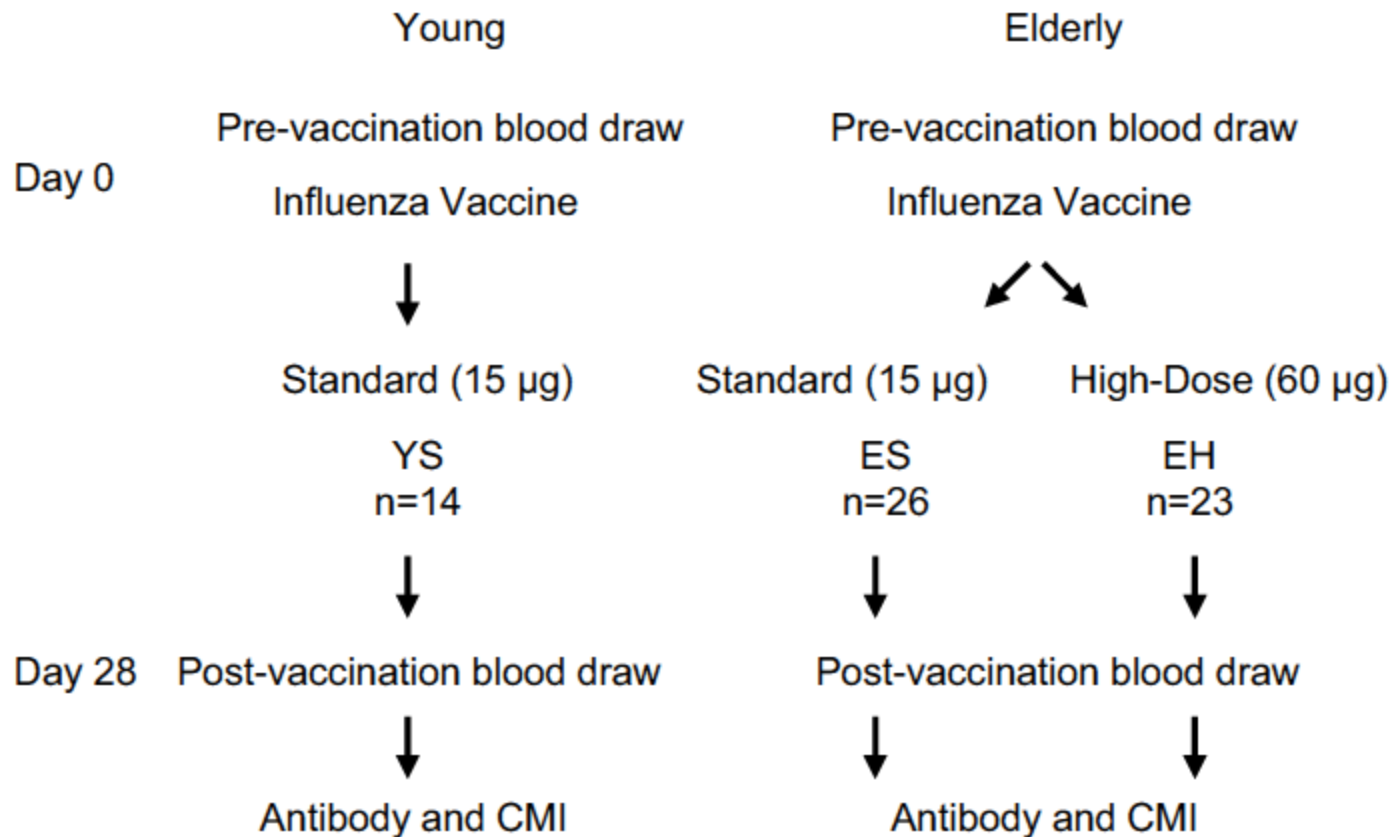 Young Elderly
Pre-vaccination blood draw Pre-vaccination blood draw
Day 0
Influenza Vaccine Influenza Vaccine
Standard (15 µg) Standard (15 µg) High-Dose (60 µg)
YS ES EH
n=14 n=26 n=23
Day 28 Post-vaccination blood draw Post-vaccination blood draw
Antibody and CMI Antibody and CMI